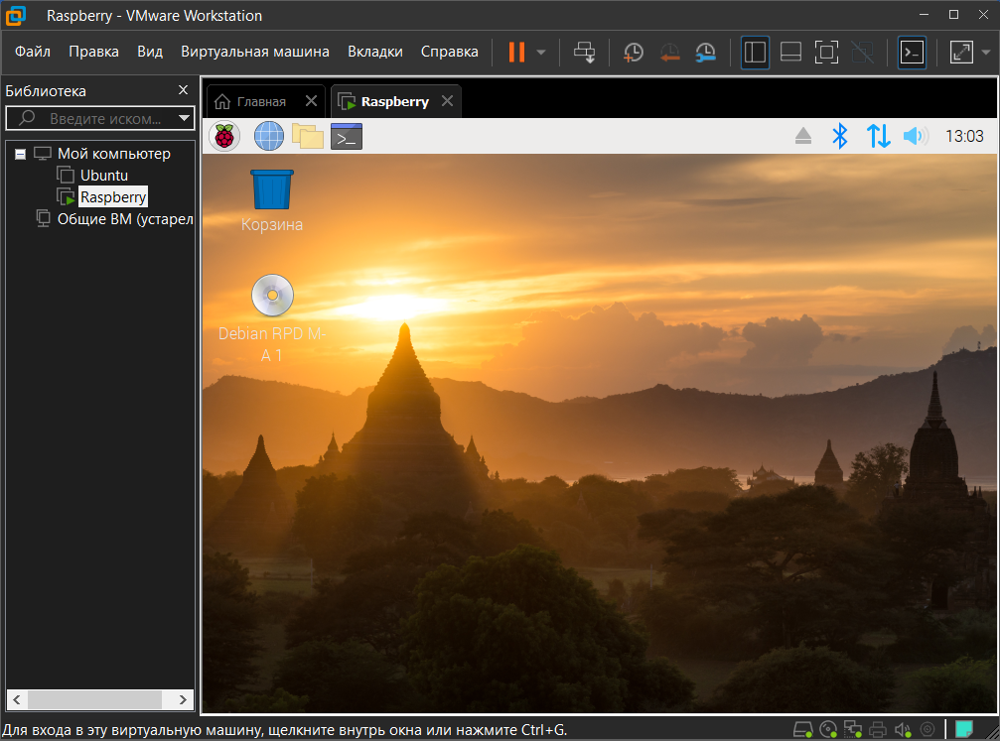 Raspberry - VMware Workstation
Файл Правка Вид Виртуальная машина Вкладки Справка
Библиотека
Введите иском...
Мой компьютер
Ubuntu
Raspberry
Общие ВМ (устарел
Главная
Raspberry
13:03
Корзина
Debian RPD M-
A 1
Для входа в эту виртуальную машину, щелкните внутрь окна или нажмите Ctrl+G.